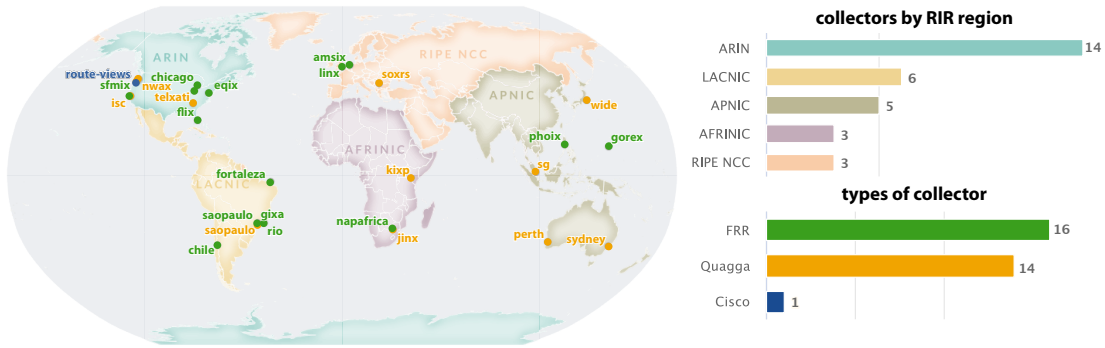 ARIN
RIPE NCC
APNIC
AFRINIC
LACNIC
route-views
sfmix
isc
nwax
chicago
telxatl
eqix
flix
amsix
linx
soxrs
wide
phoix
gorex
sg
kixp
fortaleza
saopaulo
gixa
saopaulo
rio
chile
napafrica
jinx
perth
sydney
collectors by RIR region
ARIN 14
LACNIC 6
APNIC 5
AFRINIC 3
RIPE NCC 3
types of collector
FRR 16
Quagga 14
Cisco 1